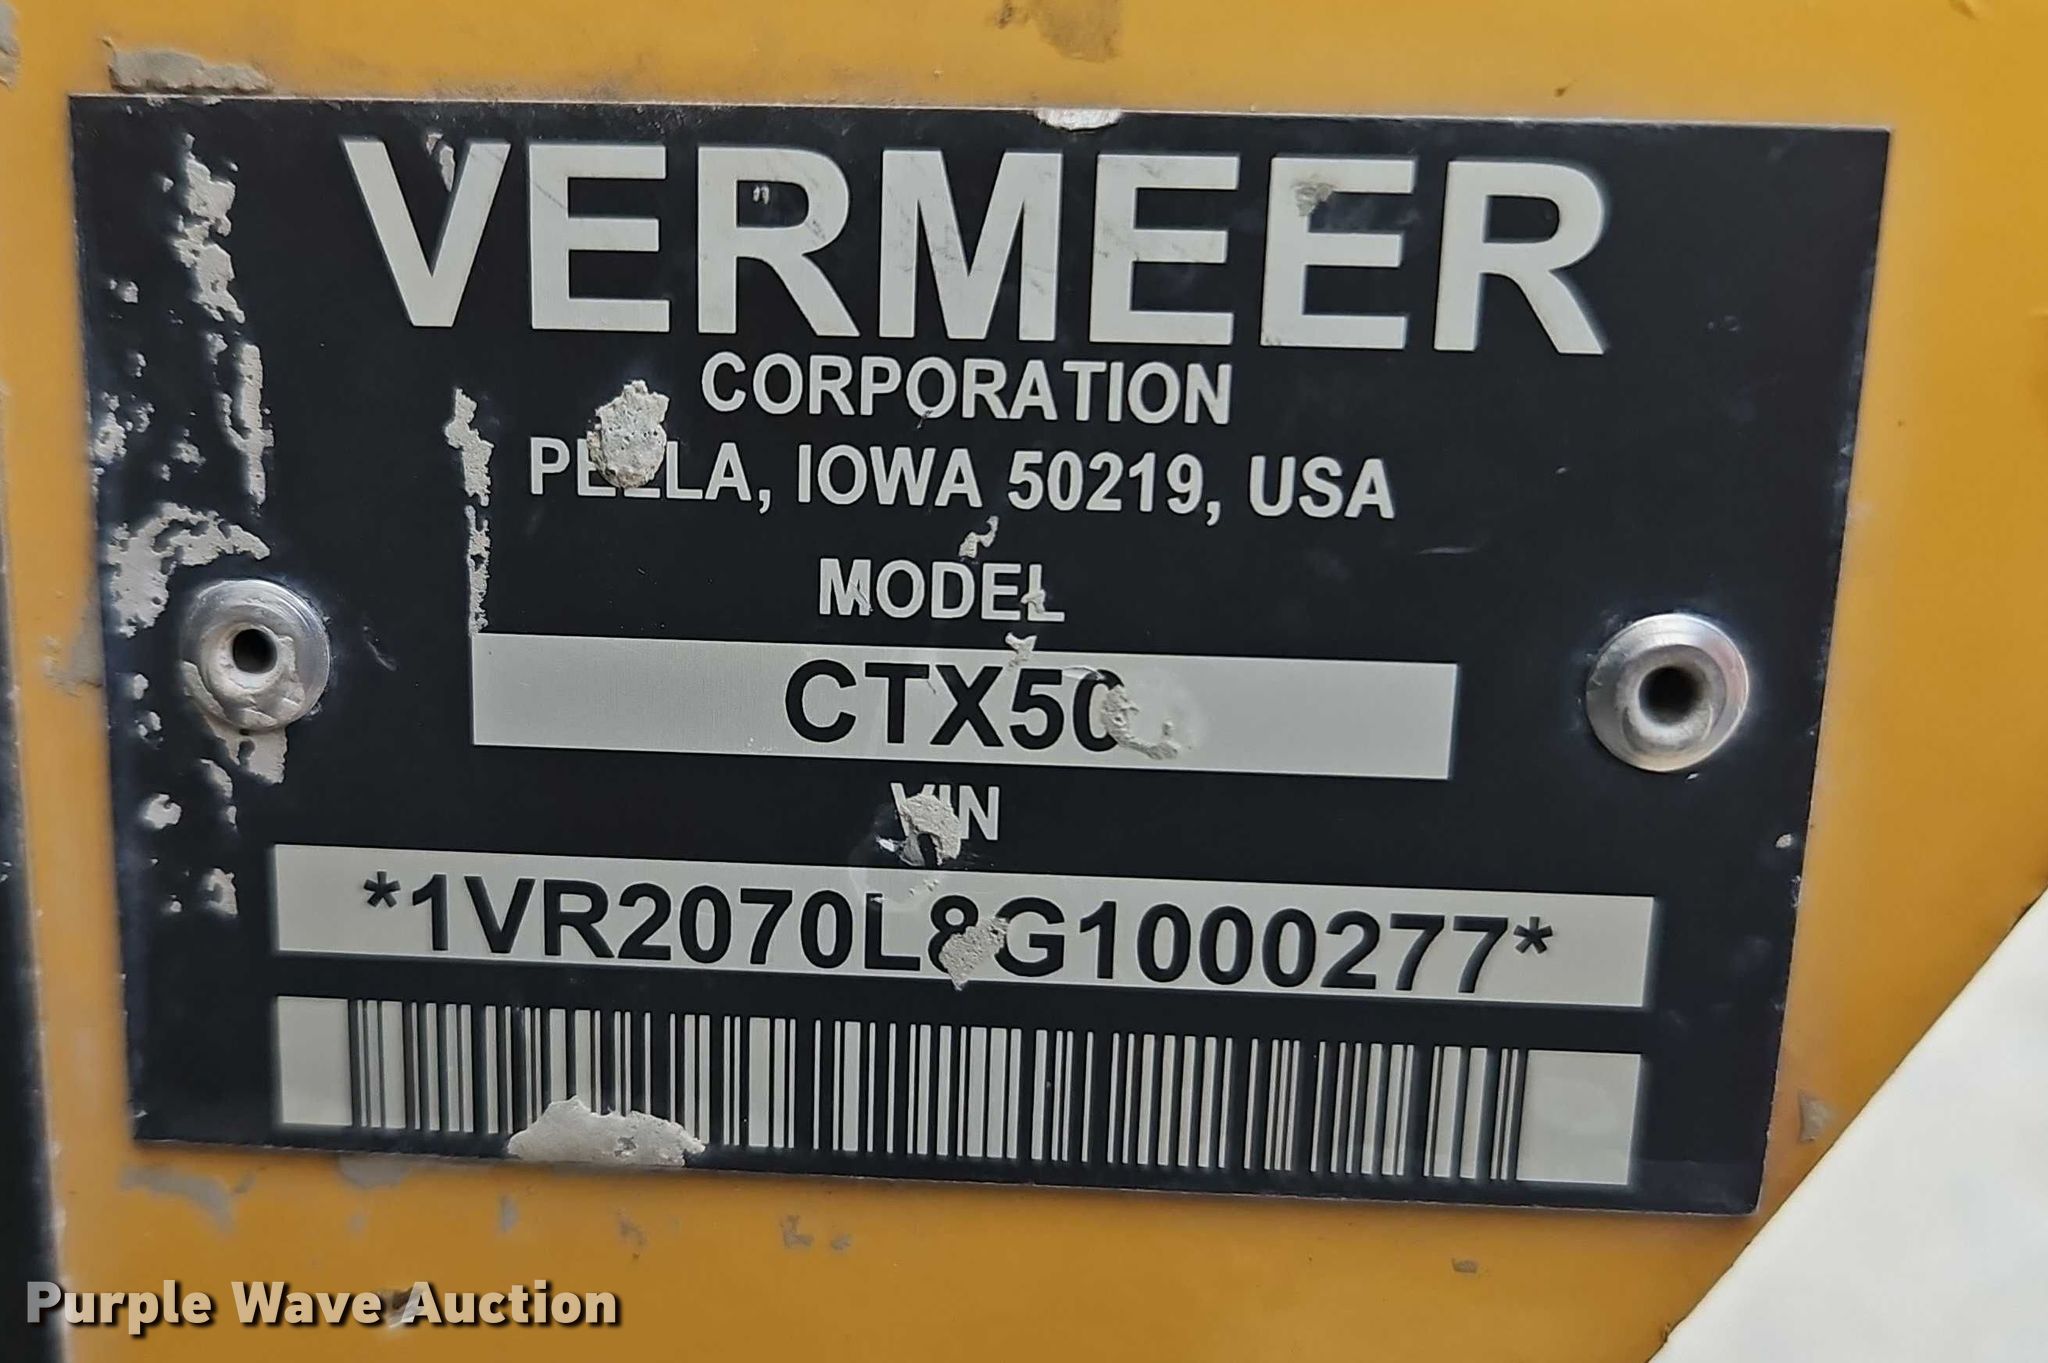 VERMEER
CORPORATION
PELLA, IOWA 50219, USA
MODEL
CTX50
VIN
*1VR2070L8G1000277*
Purple Wave Auction